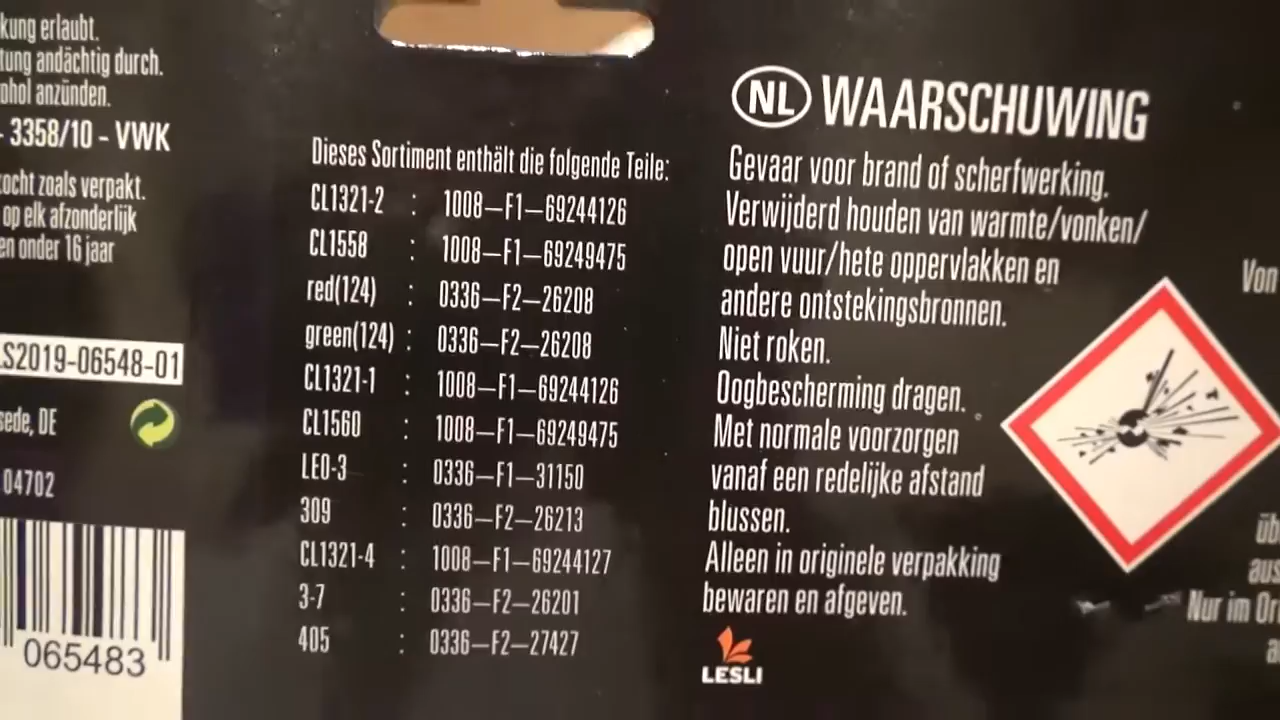 kung erlaubt.
tung andächtig durch.
ohol anzünden.
- 3358/10 - VWK
ocht zoals verpakt.
op elk afzonderlijk
en onder 16 jaar
LS2019-06548-01
sede, DE
04702
065483
Dieses Sortiment enthält die folgende Teile:
CL1321-2 : 1008-F1-69244126
CL1558 : 1008-F1-69249475
red(124) : 0336-F2-26208
green(124) : 0336-F2-26208
CL1321-1 : 1008-F1-69244126
CL1560 : 1008-F1-69249475
LEO-3 : 0336-F1-31150
309 : 0336-F2-26213
CL1321-4 : 1008-F1-69244127
3-7 : 0336-F2-26201
405 : 0336-F2-27427
NL WAARSCHUWING
Gevaar voor brand of scherfwerking.
Verwijderd houden van warmte/vonken/
open vuur/hete oppervlakken en
andere ontstekingsbronnen.
Niet roken.
Oogbescherming dragen.
Met normale voorzorgen
vanaf een redelijke afstand
blussen.
Alleen in originele verpakking
bewaren en afgeven.
LESLI
Von
üb
aus
Nur im Or